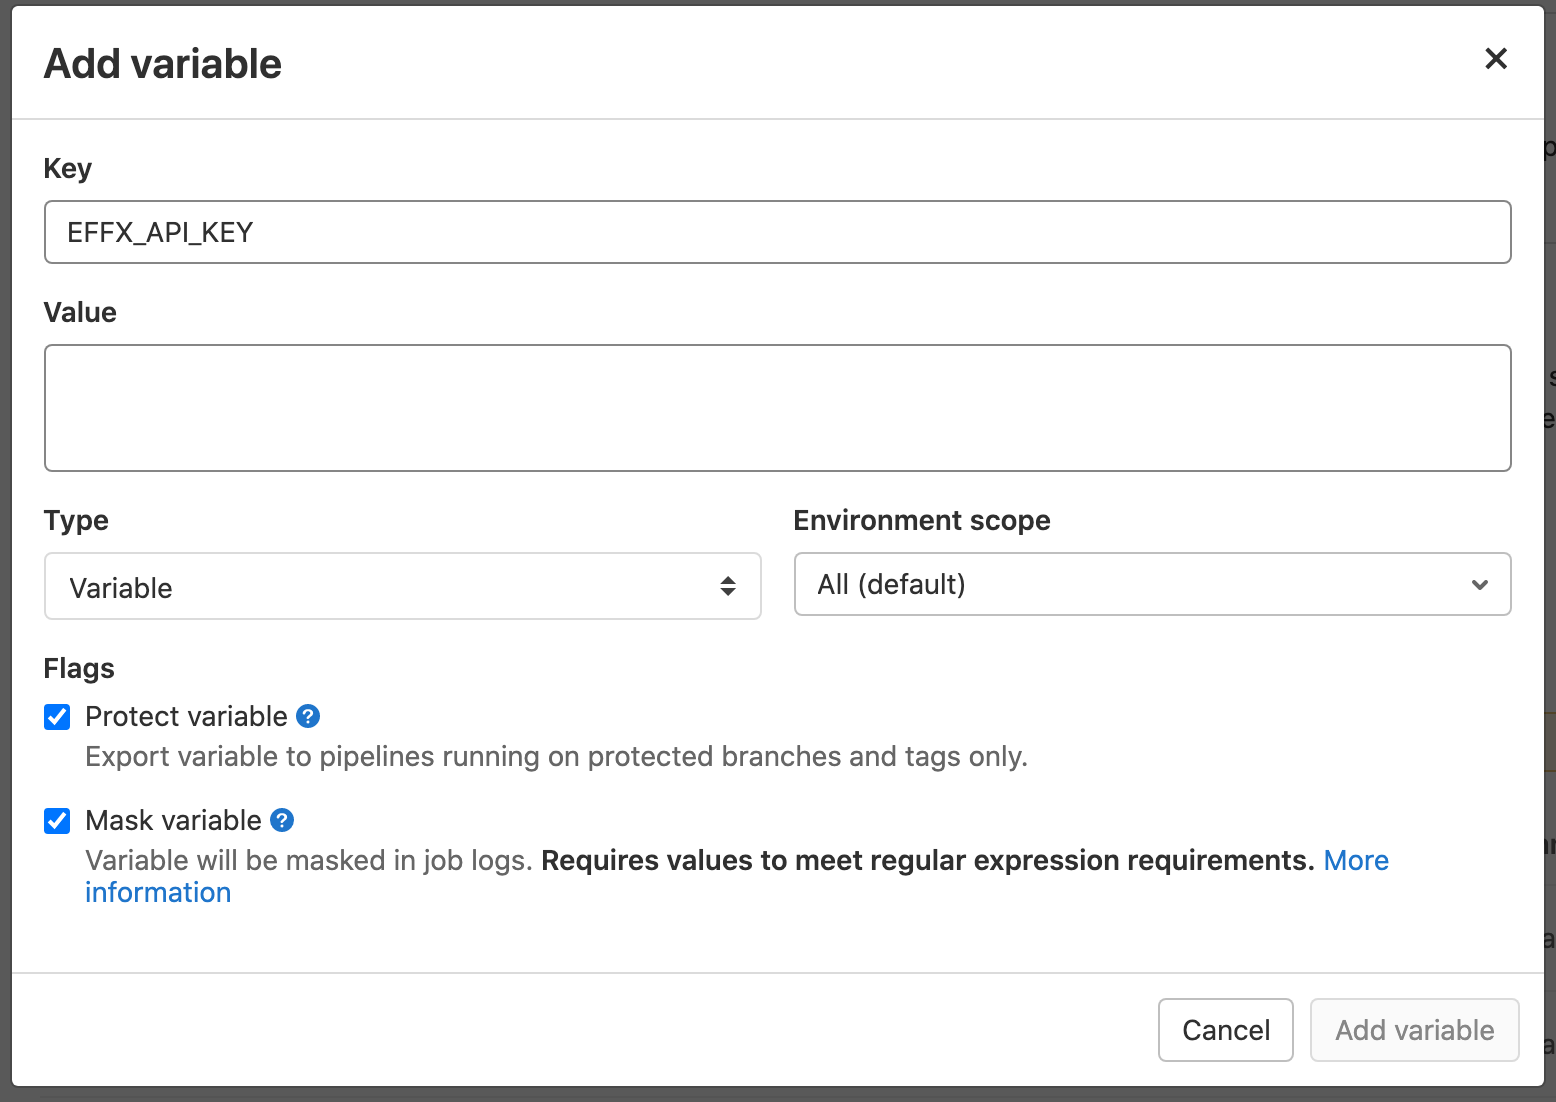 Add variable
Key
EFFX_API_KEY
Value
Type
Environment scope
Variable
All (default)
Flags
Protect variable ?
Export variable to pipelines running on protected branches and tags only.
Mask variable ?
Variable will be masked in job logs. Requires values to meet regular expression requirements. More
information
Cancel
Add variable